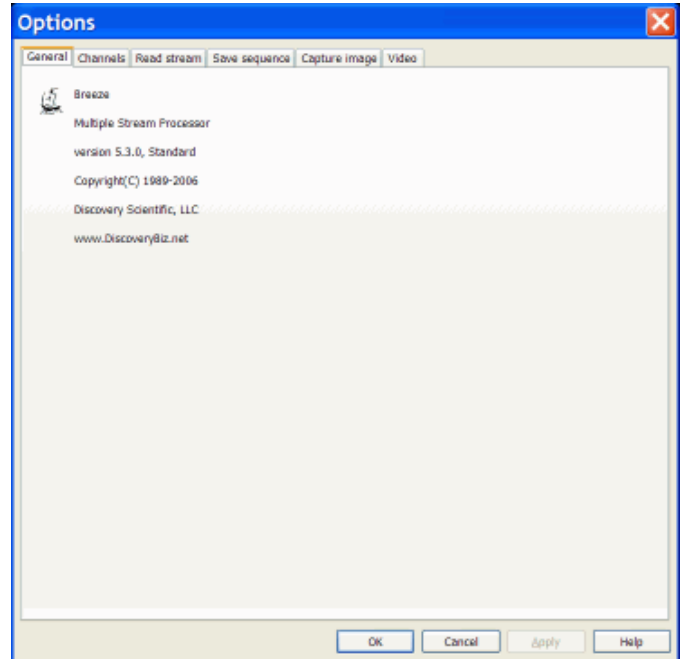 Options
General Channels Read stream Save sequence Capture image Video
Breeze
Multiple Stream Processor
version 5.3.0, Standard
Copyright(C) 1989-2006
Discovery Scientific, LLC
www.DiscoveryBiz.net
OK Cancel Apply Help